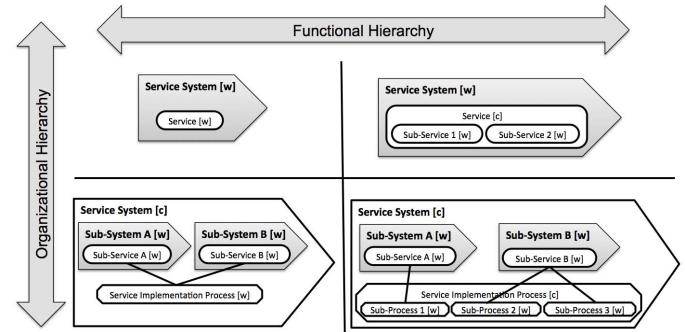 Functional Hierarchy
Organizational Hierarchy
Service System [w]
Service [w]
Service System [w]
Service [c]
Sub-Service 1 [w] Sub-Service 2 [w]
Service System [c]
Sub-System A [w] Sub-System B [w]
Sub-Service A [w] Sub-Service B [w]
Service Implementation Process [w]
Service System [c]
Sub-System A [w] Sub-System B [w]
Sub-Service A [w] Sub-Service B [w]
Service Implementation Process [c]
Sub-Process 1 [w] Sub-Process 2 [w] Sub-Process 3 [w]